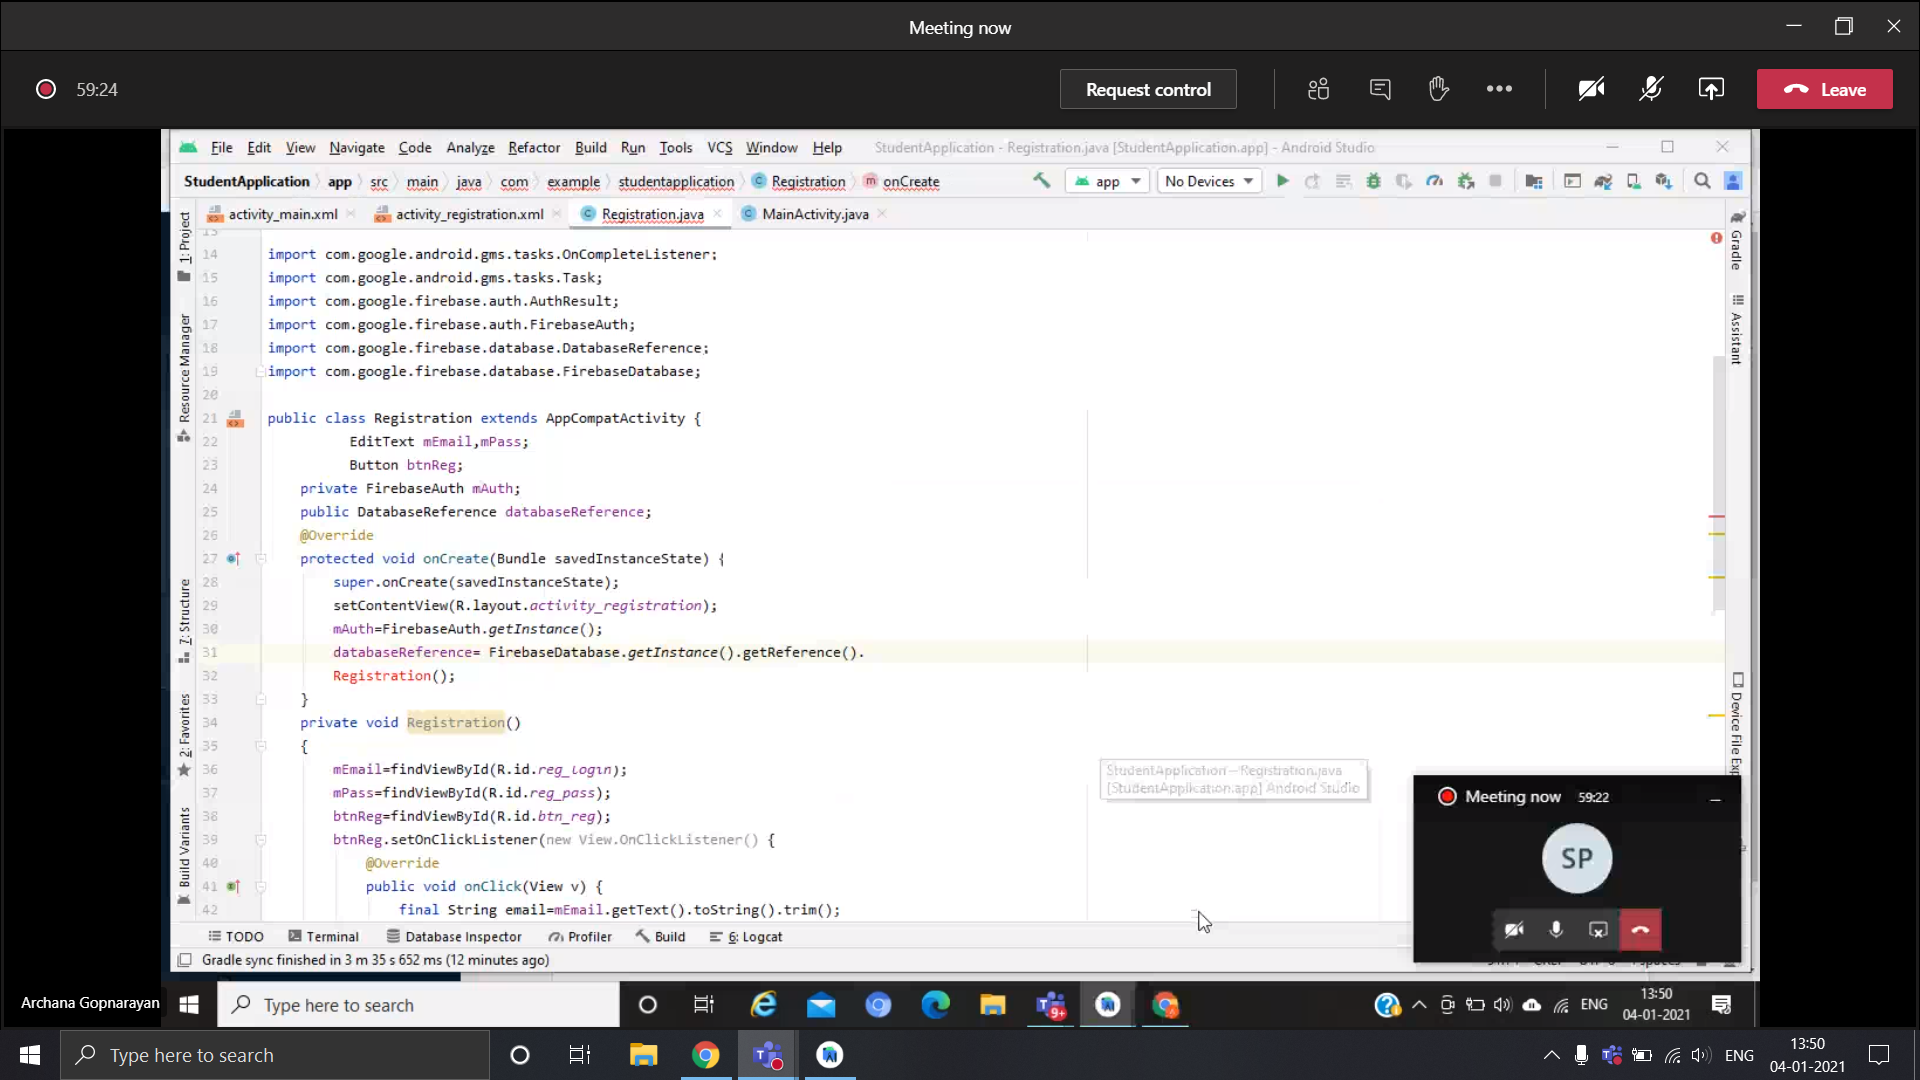 Meeting now
59:24
Request control
Leave
File Edit View Navigate Code Analyze Refactor Build Run Tools VCS Window Help StudentApplication - Registration.java [StudentApplication.app] - Android Studio
StudentApplication app src main java com example studentapplication Registration onCreate app No Devices
activity_main.xml activity_registration.xml Registration.java MainActivity.java
1: Project
Resource Manager
7: Structure
2: Favorites
Build Variants
Gradle
Assistant
Device File
13
14 import com.google.android.gms.tasks.OnCompleteListener;
15 import com.google.android.gms.tasks.Task;
16 import com.google.firebase.auth.AuthResult;
17 import com.google.firebase.auth.FirebaseAuth;
18 import com.google.firebase.database.DatabaseReference;
19 import com.google.firebase.database.FirebaseDatabase;
20
21 public class Registration extends AppCompatActivity {
22 EditText mEmail,mPass;
23 Button btnReg;
24 private FirebaseAuth mAuth;
25 public DatabaseReference databaseReference;
26 @Override
27 protected void onCreate(Bundle savedInstanceState) {
28 super.onCreate(savedInstanceState);
29 setContentView(R.layout.activity_registration);
30 mAuth=FirebaseAuth.getInstance();
31 databaseReference= FirebaseDatabase.getInstance().getReference().
32 Registration();
33 }
34 private void Registration()
35 {
36 mEmail=findViewById(R.id.reg_login);
37 mPass=findViewById(R.id.reg_pass);
38 btnReg=findViewById(R.id.btn_reg);
39 btnReg.setOnClickListener(new View.OnClickListener() {
40 @Override
41 public void onClick(View v) {
42 final String email=mEmail.getText().toString().trim();
StudentApplication – Registration.java
[StudentApplication.app] Android Studio
Meeting now 59:22
SP
TODO Terminal Database Inspector Profiler Build 6: Logcat
Gradle sync finished in 3 m 35 s 652 ms (12 minutes ago)
Archana Gopnarayan
Type here to search
9+
ENG
13:50
04-01-2021
Type here to search
ENG
13:50
04-01-2021